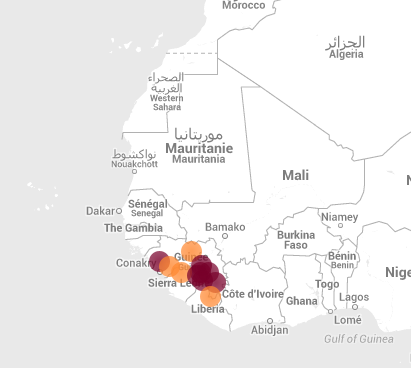 Morocco
الجزائر
Algeria
الصحراء
الغربية
Western
Sahara
موريتانيا
Mauritanie
Mauritania
نواكشوط
Nouakchott
Mali
Dakar
Sénégal
Senegal
The Gambia
Bamako
Niamey
Burkina
Faso
Bénin
Benin
Conakry
Sierra Le
Côte d'Ivoire
Ghana
Togo
Nige
Liberia
Lagos
Lomé
Abidjan
Gulf of Guinea